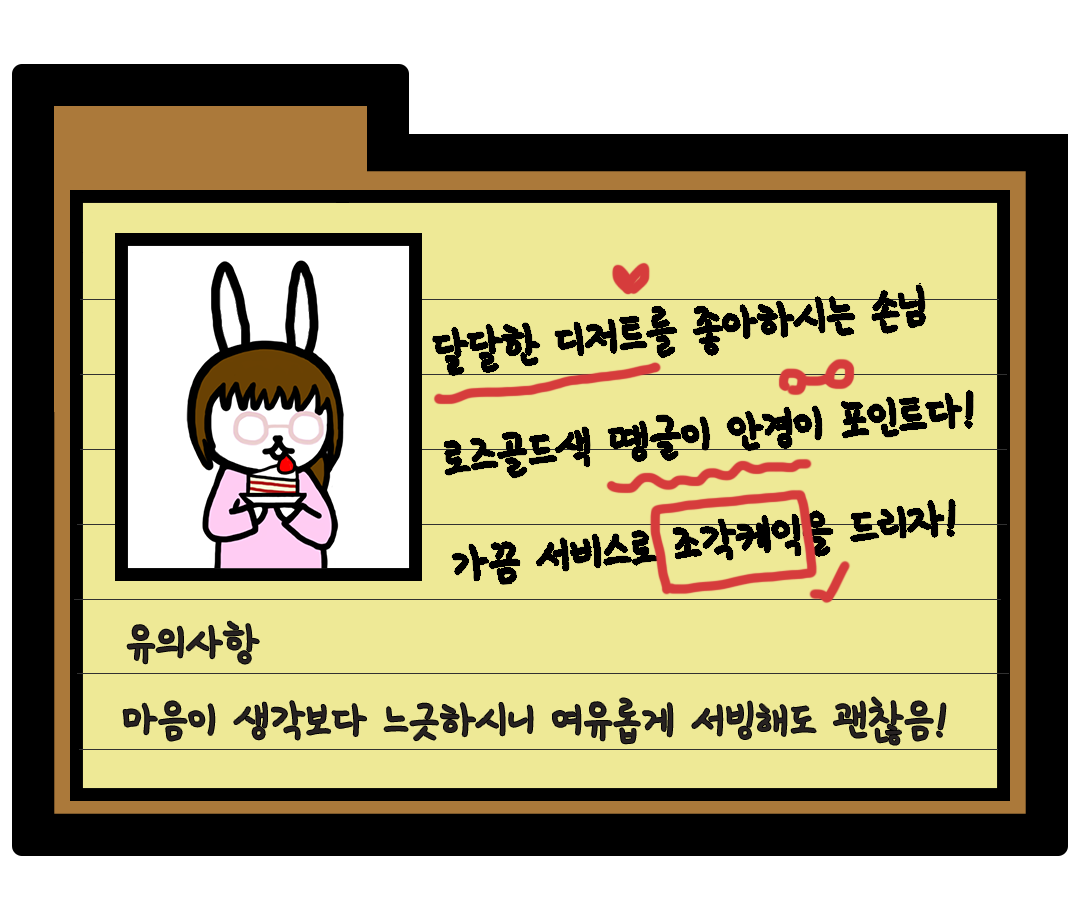 달달한 디저트를 좋아하시는 손님
로즈골드색 땡글이 안경이 포인트다!
가끔 서비스로 조각케익을 드리자!
유의사항
마음이 생각보다 느긋하시니 여유롭게 서빙해도 괜찮음!